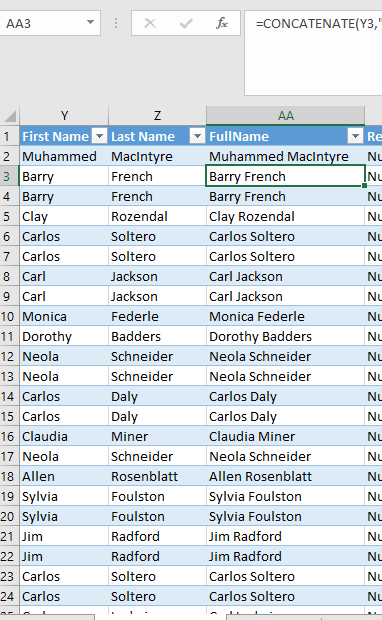 AA3 fx =CONCATENATE(Y3,"
Y Z AA
1 First Name Last Name FullName Re
2 Muhammed MacIntyre Muhammed MacIntyre Nu
3 Barry French Barry French Nu
4 Barry French Barry French Nu
5 Clay Rozendal Clay Rozendal Nu
6 Carlos Soltero Carlos Soltero Nu
7 Carlos Soltero Carlos Soltero Nu
8 Carl Jackson Carl Jackson Nu
9 Carl Jackson Carl Jackson Nu
10 Monica Federle Monica Federle Nu
11 Dorothy Badders Dorothy Badders Nu
12 Neola Schneider Neola Schneider Nu
13 Neola Schneider Neola Schneider Nu
14 Carlos Daly Carlos Daly Nu
15 Carlos Daly Carlos Daly Nu
16 Claudia Miner Claudia Miner Nu
17 Neola Schneider Neola Schneider Nu
18 Allen Rosenblatt Allen Rosenblatt Nu
19 Sylvia Foulston Sylvia Foulston Nu
20 Sylvia Foulston Sylvia Foulston Nu
21 Jim Radford Jim Radford Nu
22 Jim Radford Jim Radford Nu
23 Carlos Soltero Carlos Soltero Nu
24 Carlos Soltero Carlos Soltero Nu